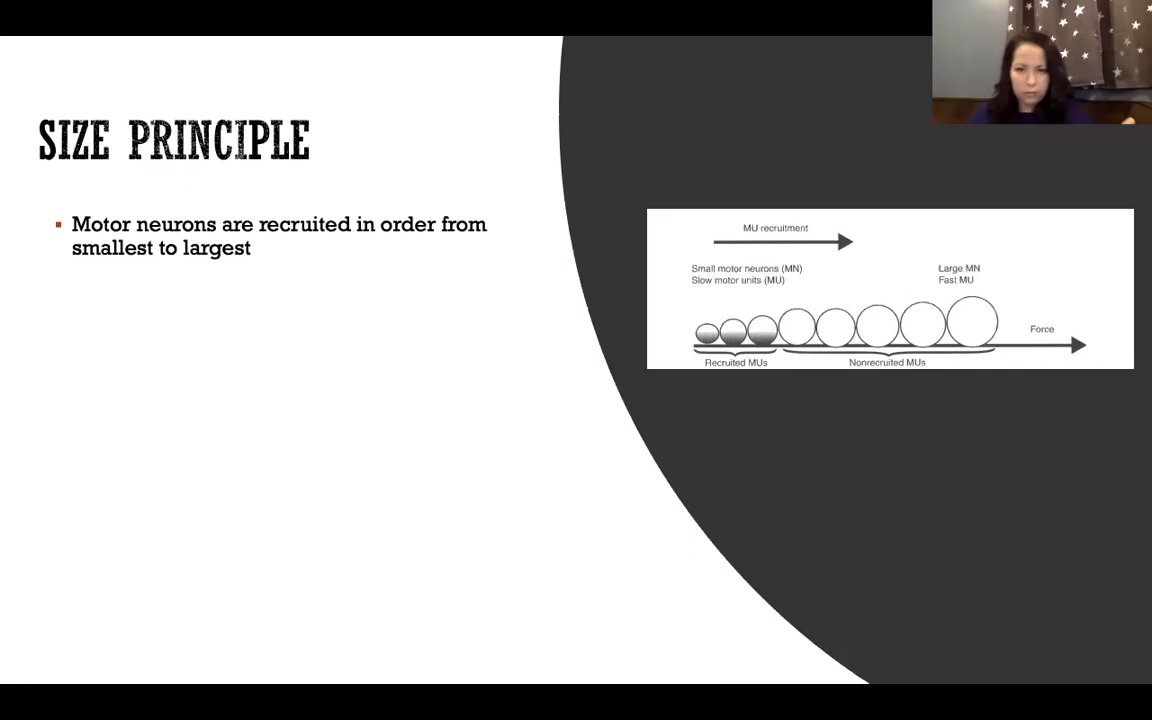 SIZE PRINCIPLE
▪ Motor neurons are recruited in order from
smallest to largest
MU recruitment
Small motor neurons (MN)
Slow motor units (MU)
Large MN
Fast MU
Force
Recruited MUs
Nonrecruited MUs